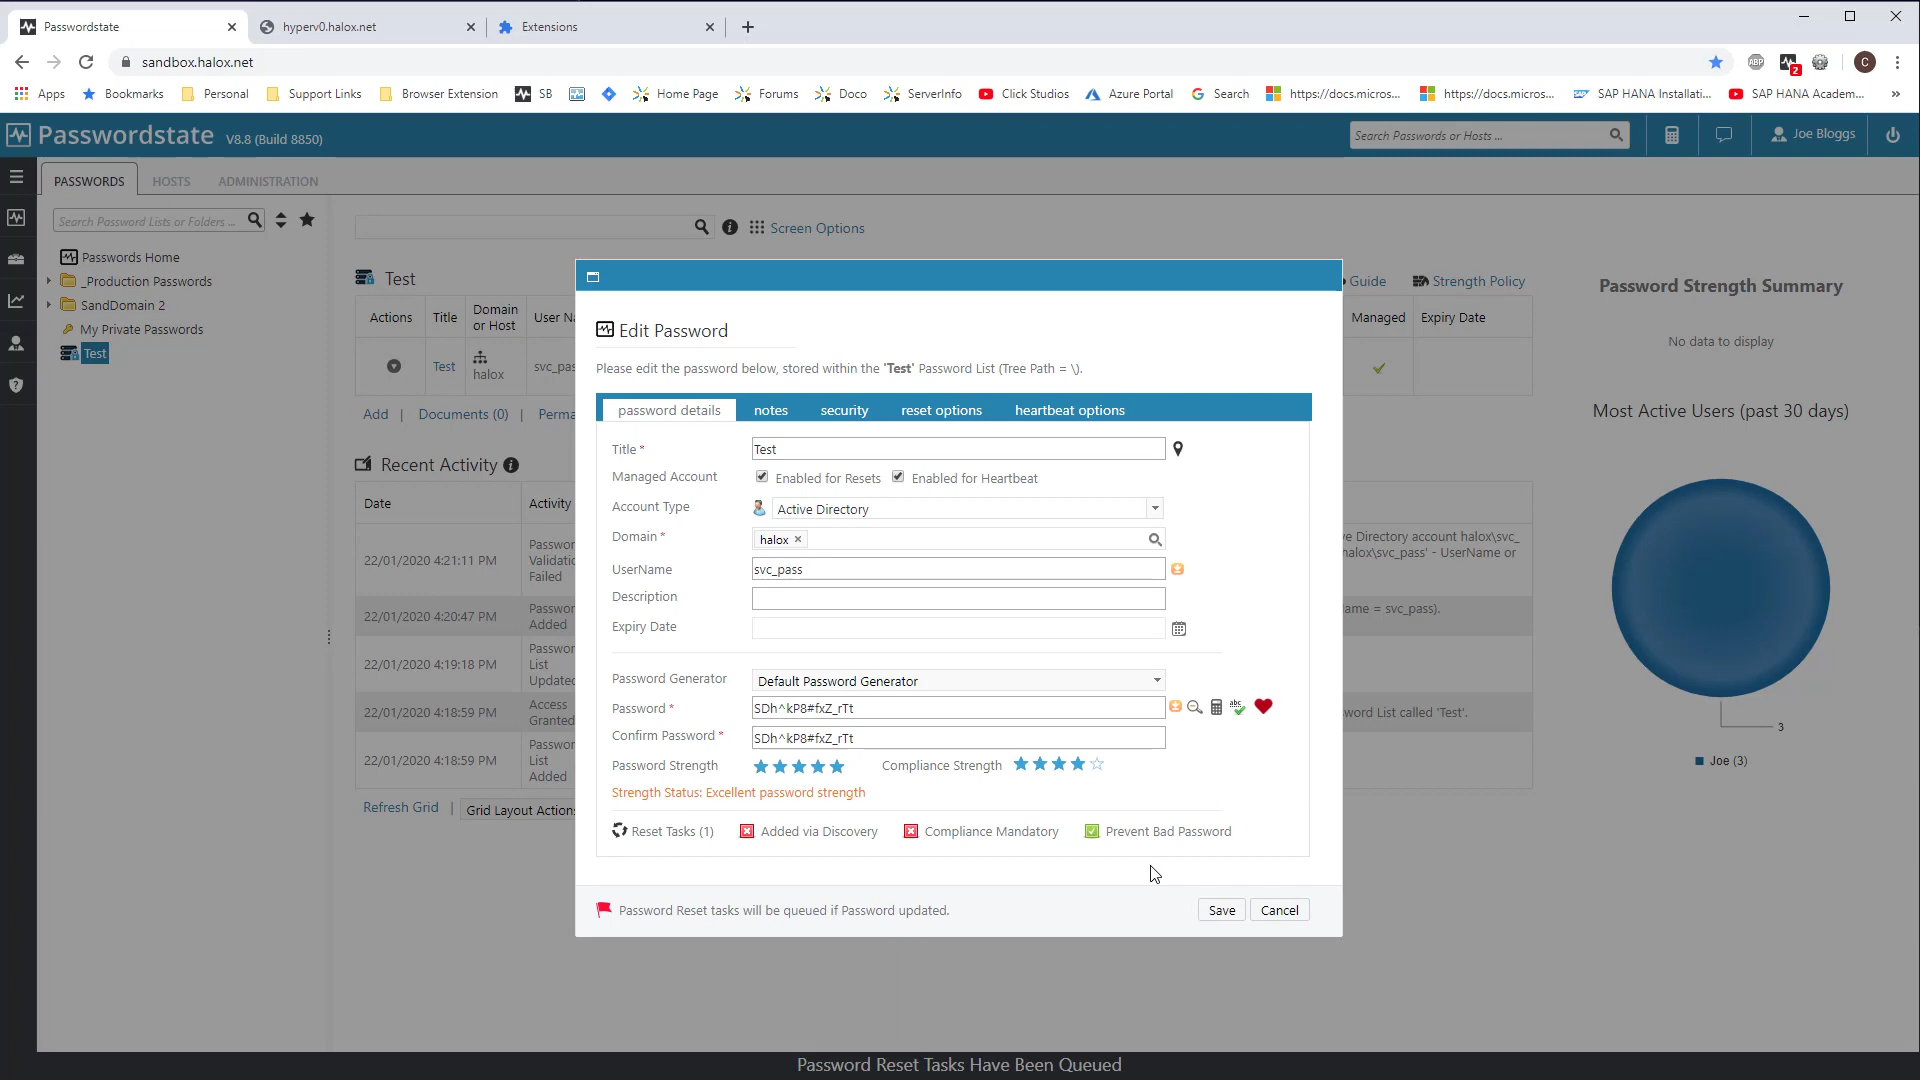 Passwordstate
hyperv0.halox.net
Extensions
sandbox.halox.net
ABP
2
C
Apps
Bookmarks
Personal
Support Links
Browser Extension
SB
Home Page
Forums
Doco
ServerInfo
Click Studios
Azure Portal
Search
https://docs.micros...
https://docs.micros...
SAP HANA Installati...
SAP HANA Academ...
»
Passwordstate V8.8 (Build 8850)
Search Passwords or Hosts ...
Joe Bloggs
PASSWORDS
HOSTS
ADMINISTRATION
Search Password Lists or Folders ...
Screen Options
Passwords Home
_Production Passwords
SandDomain 2
My Private Passwords
Test
Test
Guide
Strength Policy
Actions
Title
Domain
or Host
User Na
Managed
Expiry Date
Test
halox
svc_pas
Add | Documents (0) | Perma
Recent Activity
Date
Activity
22/01/2020 4:21:11 PM
Passwor
Validatio
Failed
ve Directory account halox\svc_
'halox\svc_pass' - UserName or
22/01/2020 4:20:47 PM
Passwor
Added
ame = svc_pass).
22/01/2020 4:19:18 PM
Passwor
List
Updated
22/01/2020 4:18:59 PM
Access
Granted
word List called 'Test'.
22/01/2020 4:18:59 PM
Passwor
List
Added
Refresh Grid |
Grid Layout Actions
Password Strength Summary
No data to display
Most Active Users (past 30 days)
3
Joe (3)
Edit Password
Please edit the password below, stored within the 'Test' Password List (Tree Path = \).
password details
notes
security
reset options
heartbeat options
Title *
Test
Managed Account
Enabled for Resets
Enabled for Heartbeat
Account Type
Active Directory
Domain *
halox ×
UserName
svc_pass
Description
Expiry Date
Password Generator
Default Password Generator
Password *
SDh^kP8#fxZ_rTt
abc
Confirm Password *
SDh^kP8#fxZ_rTt
Password Strength
Compliance Strength
Strength Status: Excellent password strength
Reset Tasks (1)
Added via Discovery
Compliance Mandatory
Prevent Bad Password
Password Reset tasks will be queued if Password updated.
Save
Cancel
Password Reset Tasks Have Been Queued